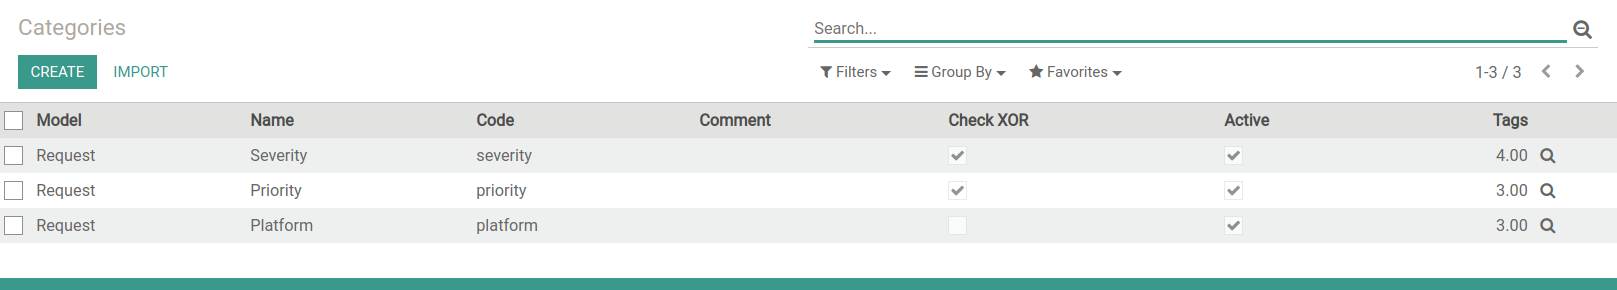 Categories
Search...
CREATE IMPORT
Filters Group By Favorites 1-3 / 3
Model Name Code Comment Check XOR Active Tags
Request Severity severity 4.00
Request Priority priority 3.00
Request Platform platform 3.00